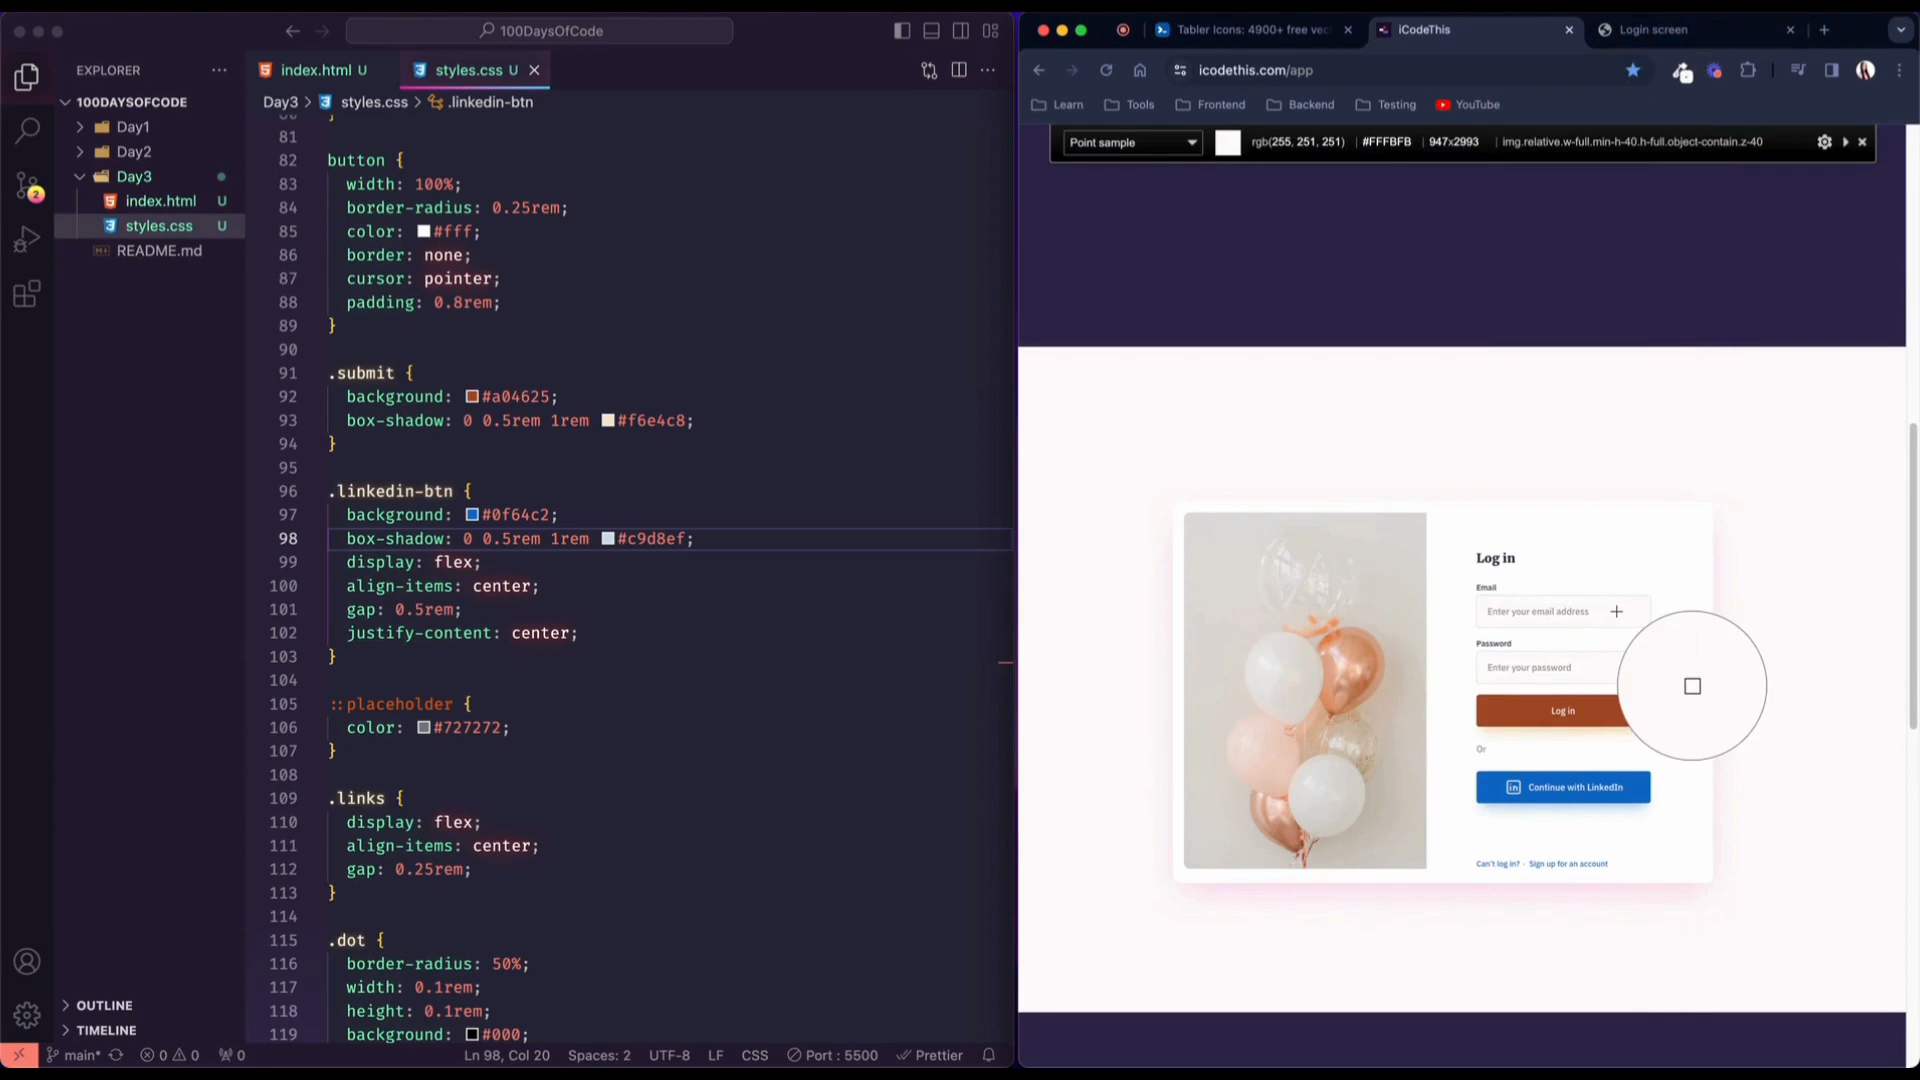 100DaysOfCode
EXPLORER
100DAYSOFCODE
Day1
Day2
Day3
index.html U
styles.css U
README.md
OUTLINE
TIMELINE
index.html U
styles.css U
Day3 > styles.css > .linkedin-btn
80 }
81
82 button {
83 width: 100%;
84 border-radius: 0.25rem;
85 color: #fff;
86 border: none;
87 cursor: pointer;
88 padding: 0.8rem;
89 }
90
91 .submit {
92 background: #a04625;
93 box-shadow: 0 0.5rem 1rem #f6e4c8;
94 }
95
96 .linkedin-btn {
97 background: #0f64c2;
98 box-shadow: 0 0.5rem 1rem #c9d8ef;
99 display: flex;
100 align-items: center;
101 gap: 0.5rem;
102 justify-content: center;
103 }
104
105 ::placeholder {
106 color: #727272;
107 }
108
109 .links {
110 display: flex;
111 align-items: center;
112 gap: 0.25rem;
113 }
114
115 .dot {
116 border-radius: 50%;
117 width: 0.1rem;
118 height: 0.1rem;
119 background: #000;
2
main* 0 0 0 Ln 98, Col 20 Spaces: 2 UTF-8 LF CSS Port : 5500 Prettier
Tabler Icons: 4900+ free vec
iCodeThis
Login screen
icodethis.com/app
Learn Tools Frontend Backend Testing YouTube
Point sample rgb(255, 251, 251) | #FFFBFB | 947x2993 | img.relative.w-full.min-h-40.h-full.object-contain.z-40
Log in
Email
Enter your email address
Password
Enter your password
Log in
Or
in Continue with LinkedIn
Can't log in? · Sign up for an account